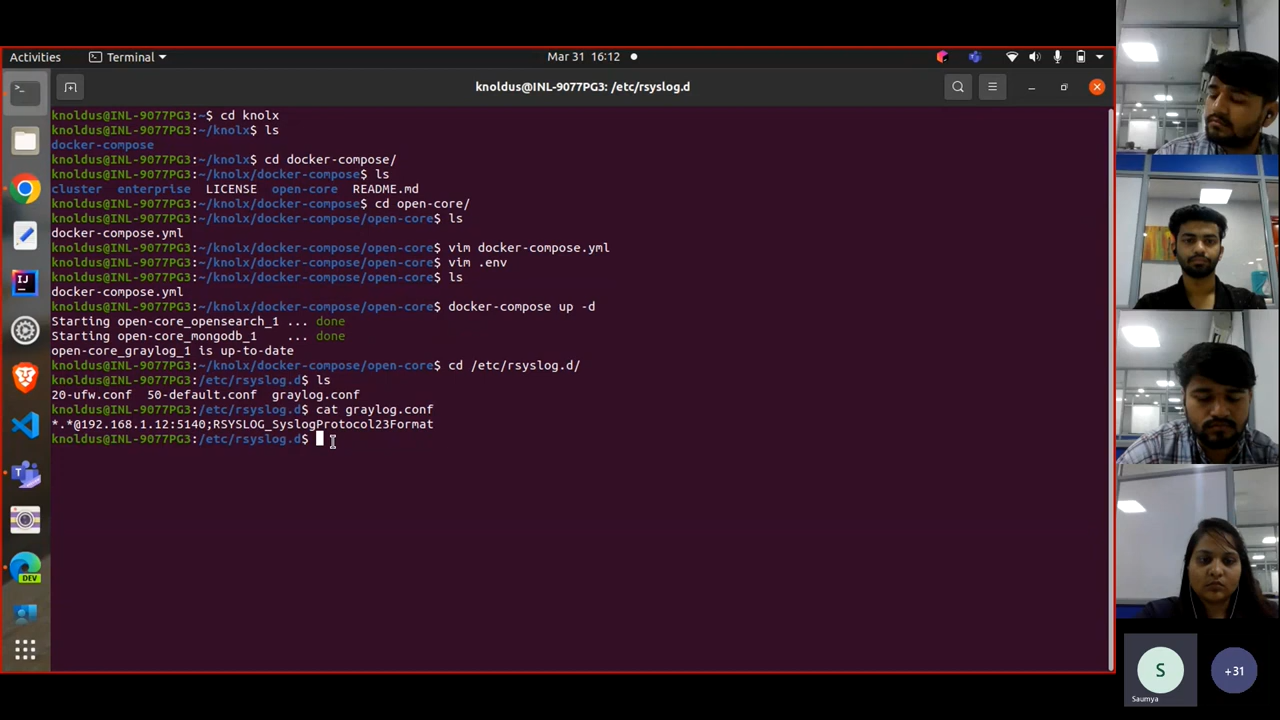 Activities
Terminal
Mar 31 16:12
knoldus@INL-9077PG3: /etc/rsyslog.d
knoldus@INL-9077PG3:~$ cd knolx
knoldus@INL-9077PG3:~/knolx$ ls
docker-compose
knoldus@INL-9077PG3:~/knolx$ cd docker-compose/
knoldus@INL-9077PG3:~/knolx/docker-compose$ ls
cluster enterprise LICENSE open-core README.md
knoldus@INL-9077PG3:~/knolx/docker-compose$ cd open-core/
knoldus@INL-9077PG3:~/knolx/docker-compose/open-core$ ls
docker-compose.yml
knoldus@INL-9077PG3:~/knolx/docker-compose/open-core$ vim docker-compose.yml
knoldus@INL-9077PG3:~/knolx/docker-compose/open-core$ vim .env
knoldus@INL-9077PG3:~/knolx/docker-compose/open-core$ ls
docker-compose.yml
knoldus@INL-9077PG3:~/knolx/docker-compose/open-core$ docker-compose up -d
Starting open-core_opensearch_1 ... done
Starting open-core_mongodb_1 ... done
open-core_graylog_1 is up-to-date
knoldus@INL-9077PG3:~/knolx/docker-compose/open-core$ cd /etc/rsyslog.d/
knoldus@INL-9077PG3:/etc/rsyslog.d$ ls
20-ufw.conf 50-default.conf graylog.conf
knoldus@INL-9077PG3:/etc/rsyslog.d$ cat graylog.conf
*.*@192.168.1.12:5140;RSYSLOG_SyslogProtocol23Format
knoldus@INL-9077PG3:/etc/rsyslog.d$
IJ
T
DEV
S
Saumya
+31